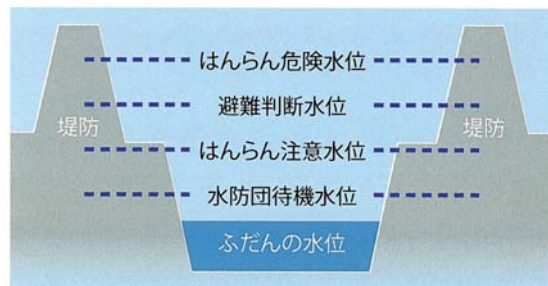 はんらん危険水位
避難判断水位
堤防
堤防
はんらん注意水位
水防団待機水位
ふだんの水位